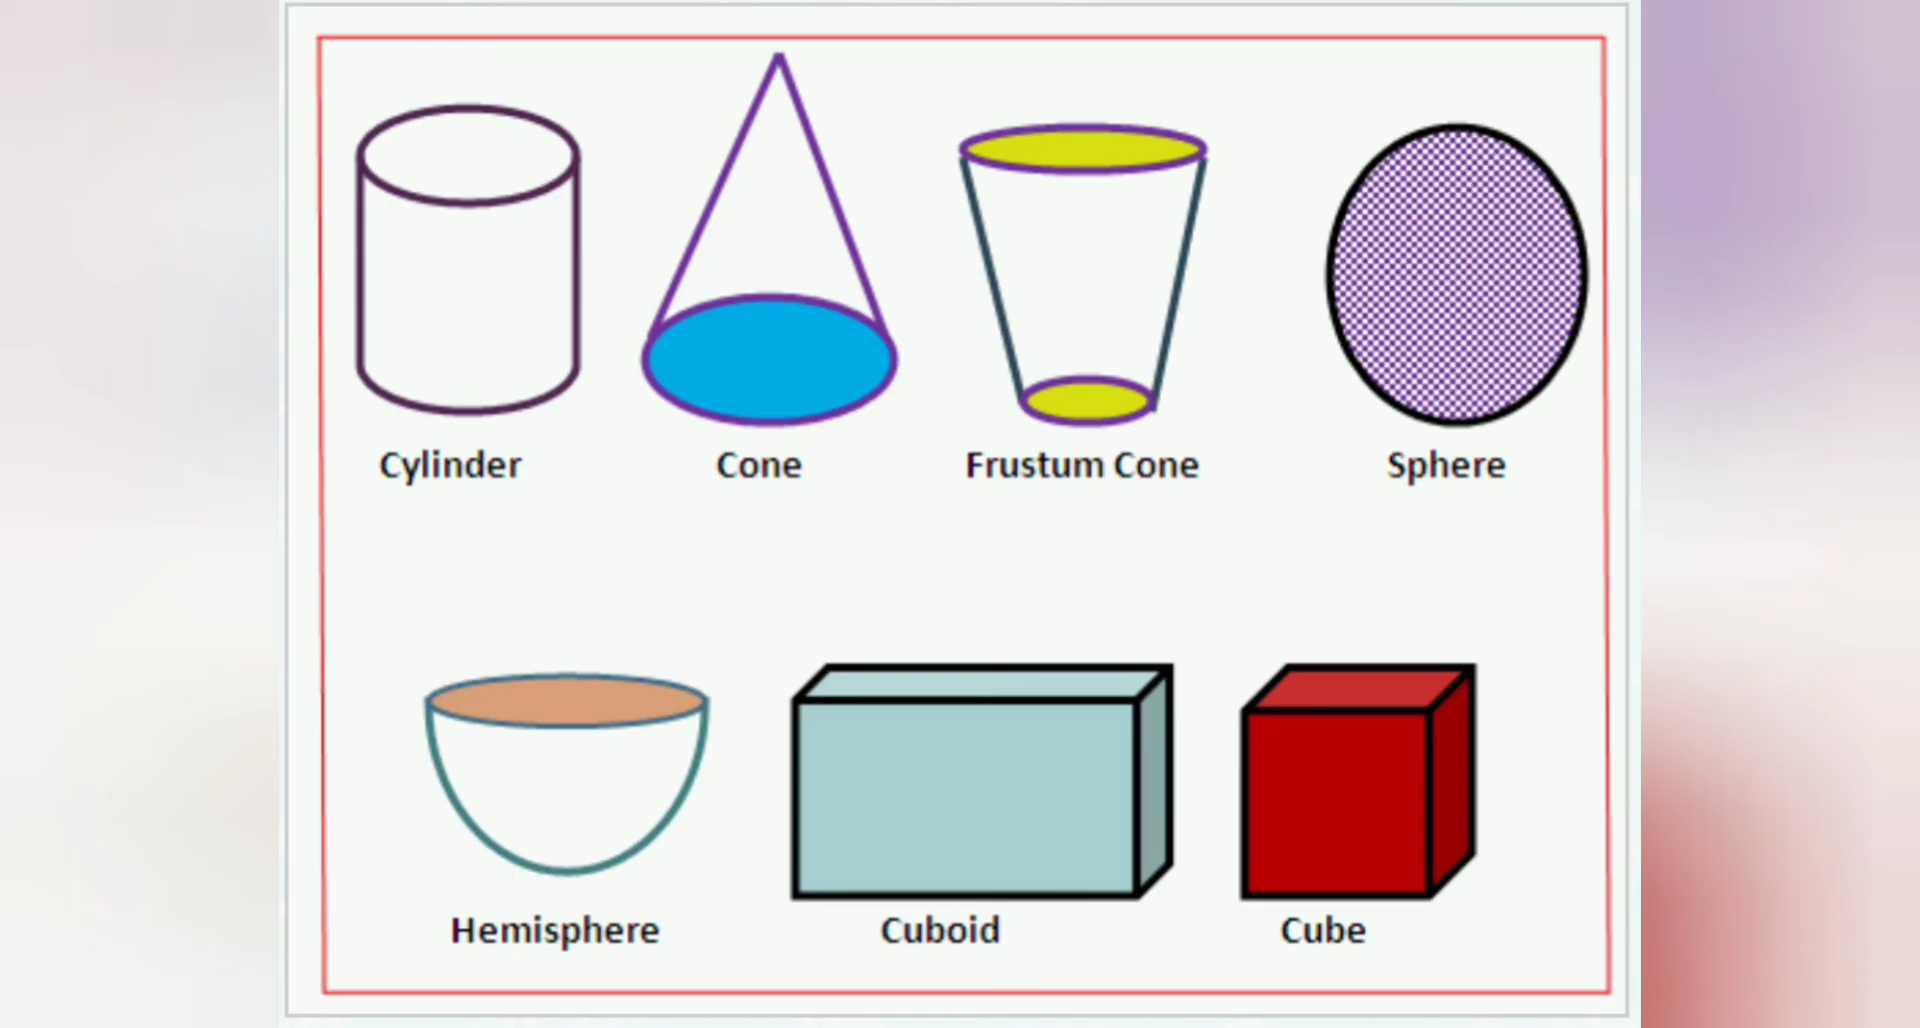 Cylinder
Cone
Frustum Cone
Sphere
Hemisphere
Cuboid
Cube